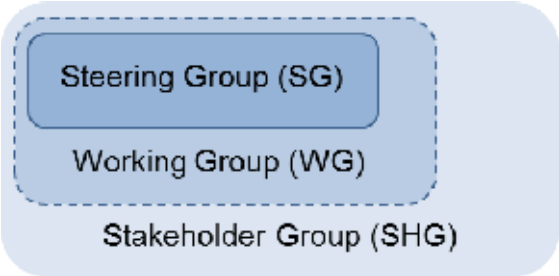 Steering Group (SG)
Working Group (WG)
Stakeholder Group (SHG)